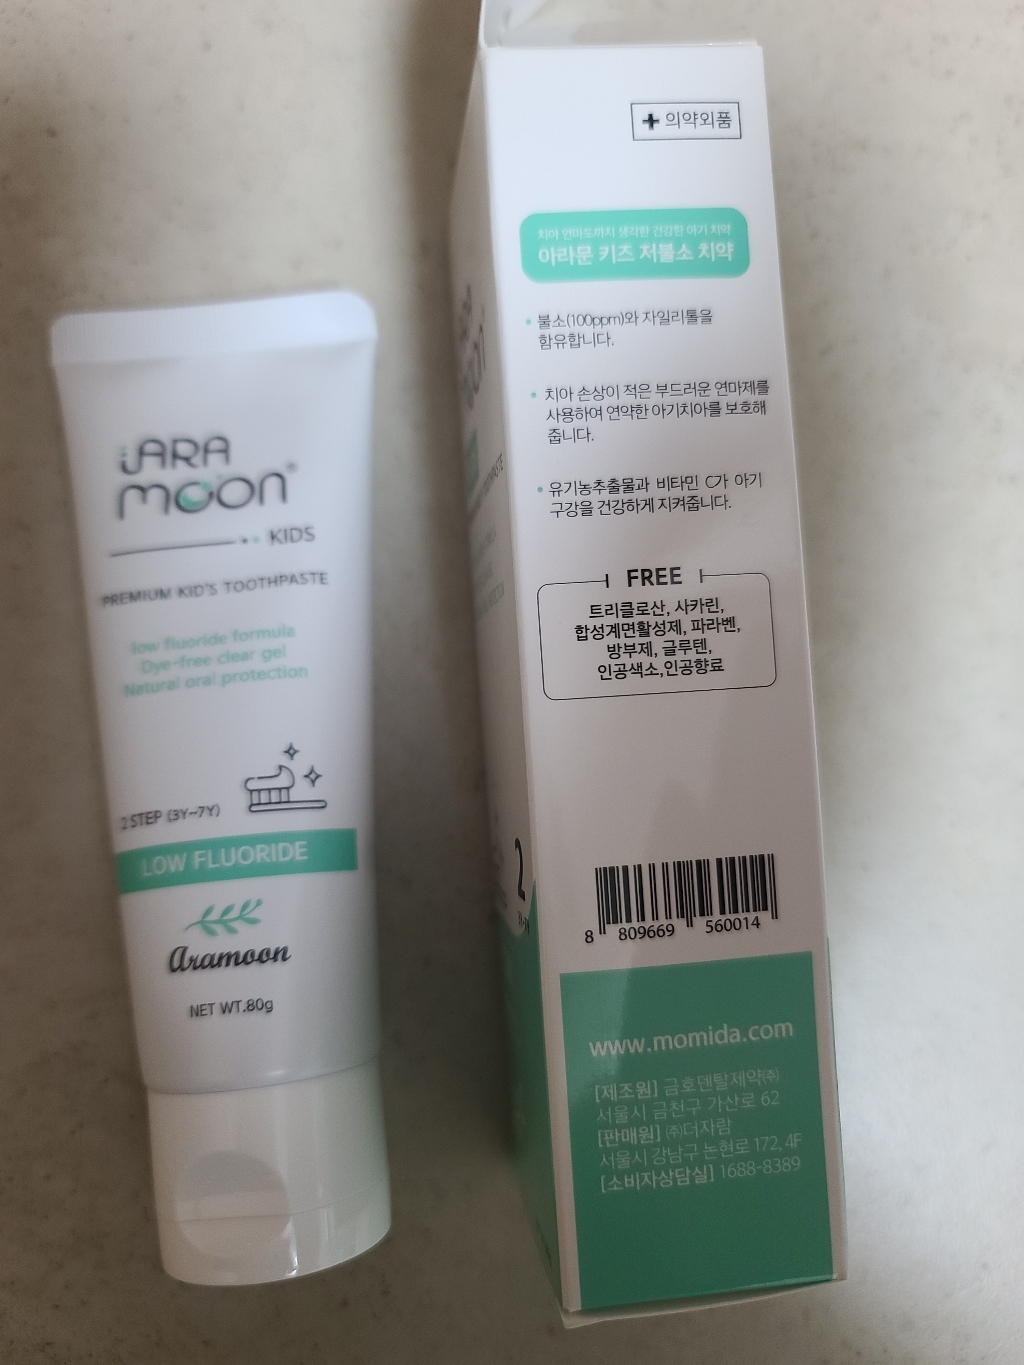 ARA
moon®
KIDS
PREMIUM KID'S TOOTHPASTE
low fluoride formula
Dye-free clear gel
Natural oral protection
2 STEP (3Y~7Y)
LOW FLUORIDE
aramoon
NET WT.80g
의약외품
치아 연마도까지 생각한 건강한 아기 치약
아라문 키즈 저불소 치약
• 불소(100ppm)와 자일리톨을
함유합니다.
• 치아 손상이 적은 부드러운 연마제를
사용하여 연약한 아기치아를 보호해
줍니다.
• 유기농추출물과 비타민 C가 아기
구강을 건강하게 지켜줍니다.
FREE
트리클로산, 사카린,
합성계면활성제, 파라벤,
방부제, 글루텐,
인공색소,인공향료
2
8 809669 560014
www.momida.com
[제조원] 금호덴탈제약㈜
서울시 금천구 가산로 62
[판매원] ㈜더자람
서울시 강남구 논현로 172, 4F
[소비자상담실] 1688-8389